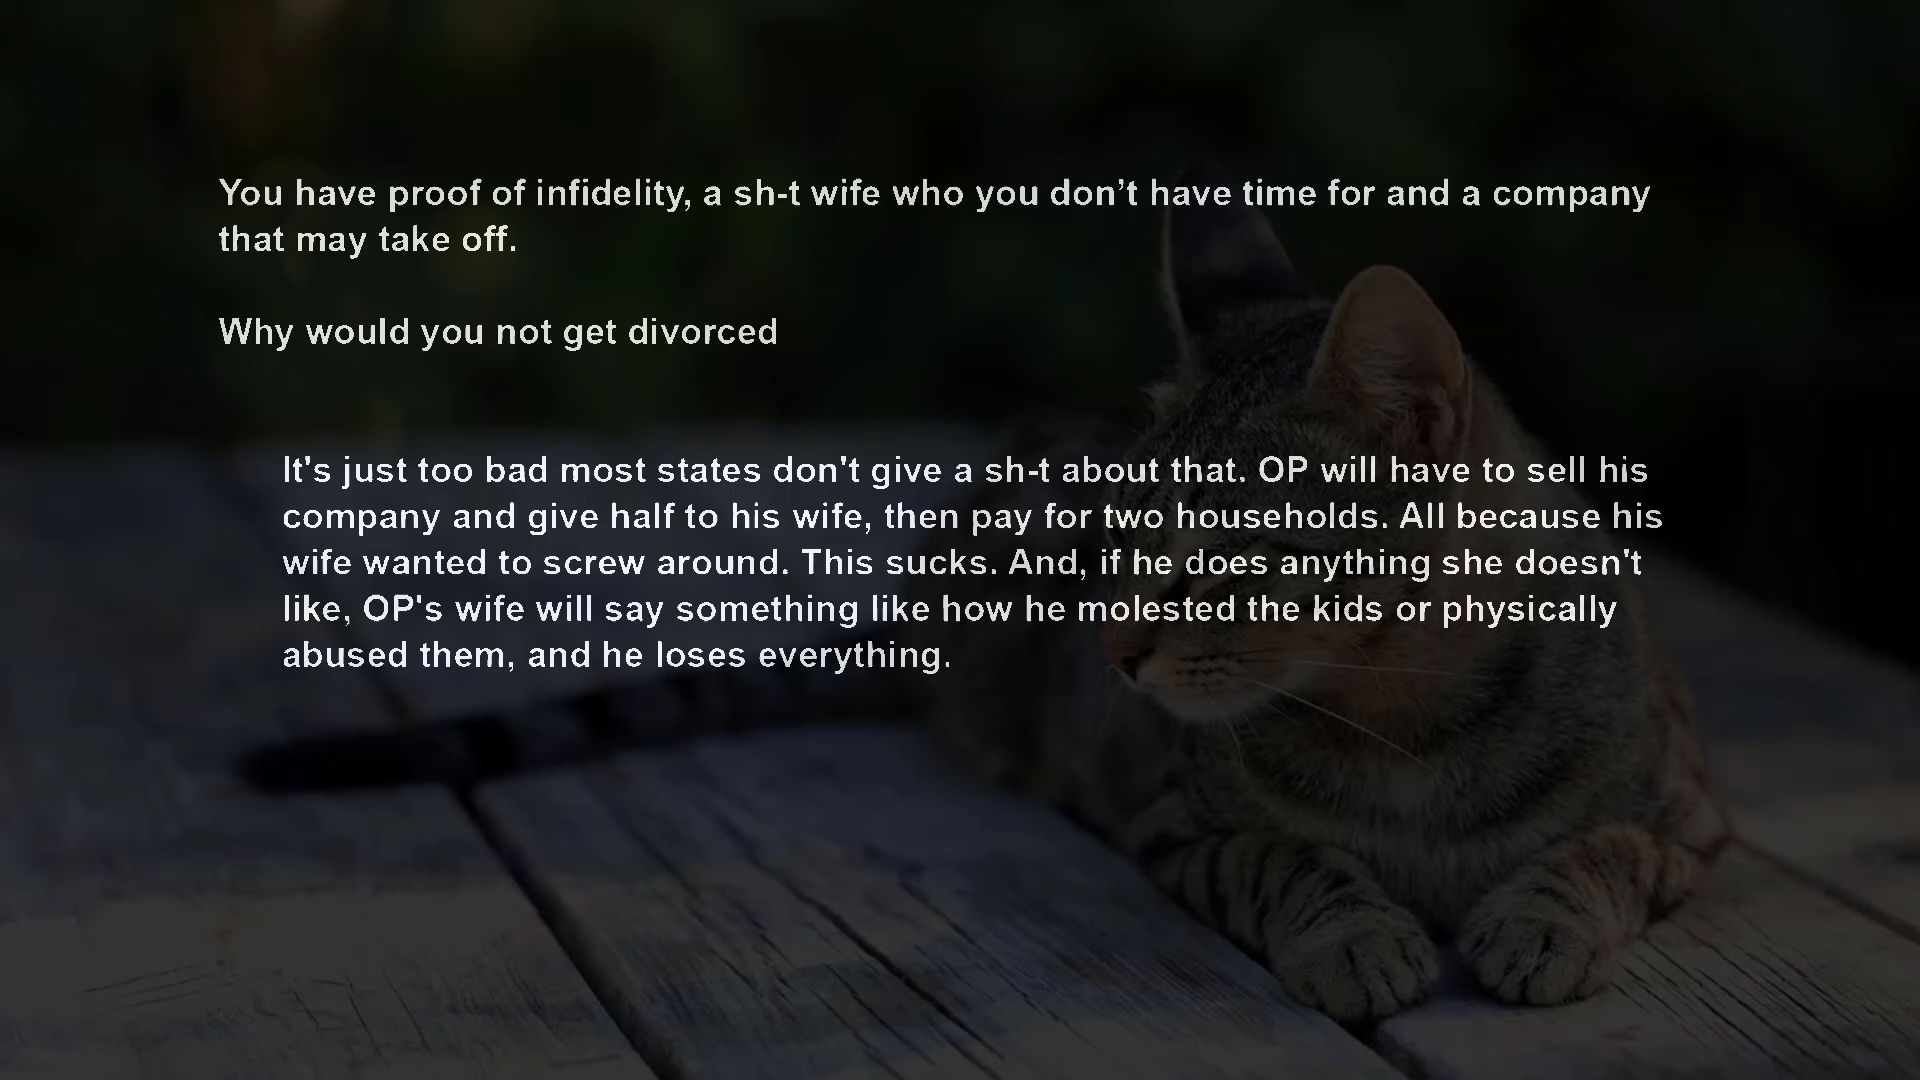 You have proof of infidelity, a sh-t wife who you don’t have time for and a company
that may take off.
Why would you not get divorced
It's just too bad most states don't give a sh-t about that. OP will have to sell his
company and give half to his wife, then pay for two households. All because his
wife wanted to screw around. This sucks. And, if he does anything she doesn't
like, OP's wife will say something like how he molested the kids or physically
abused them, and he loses everything.